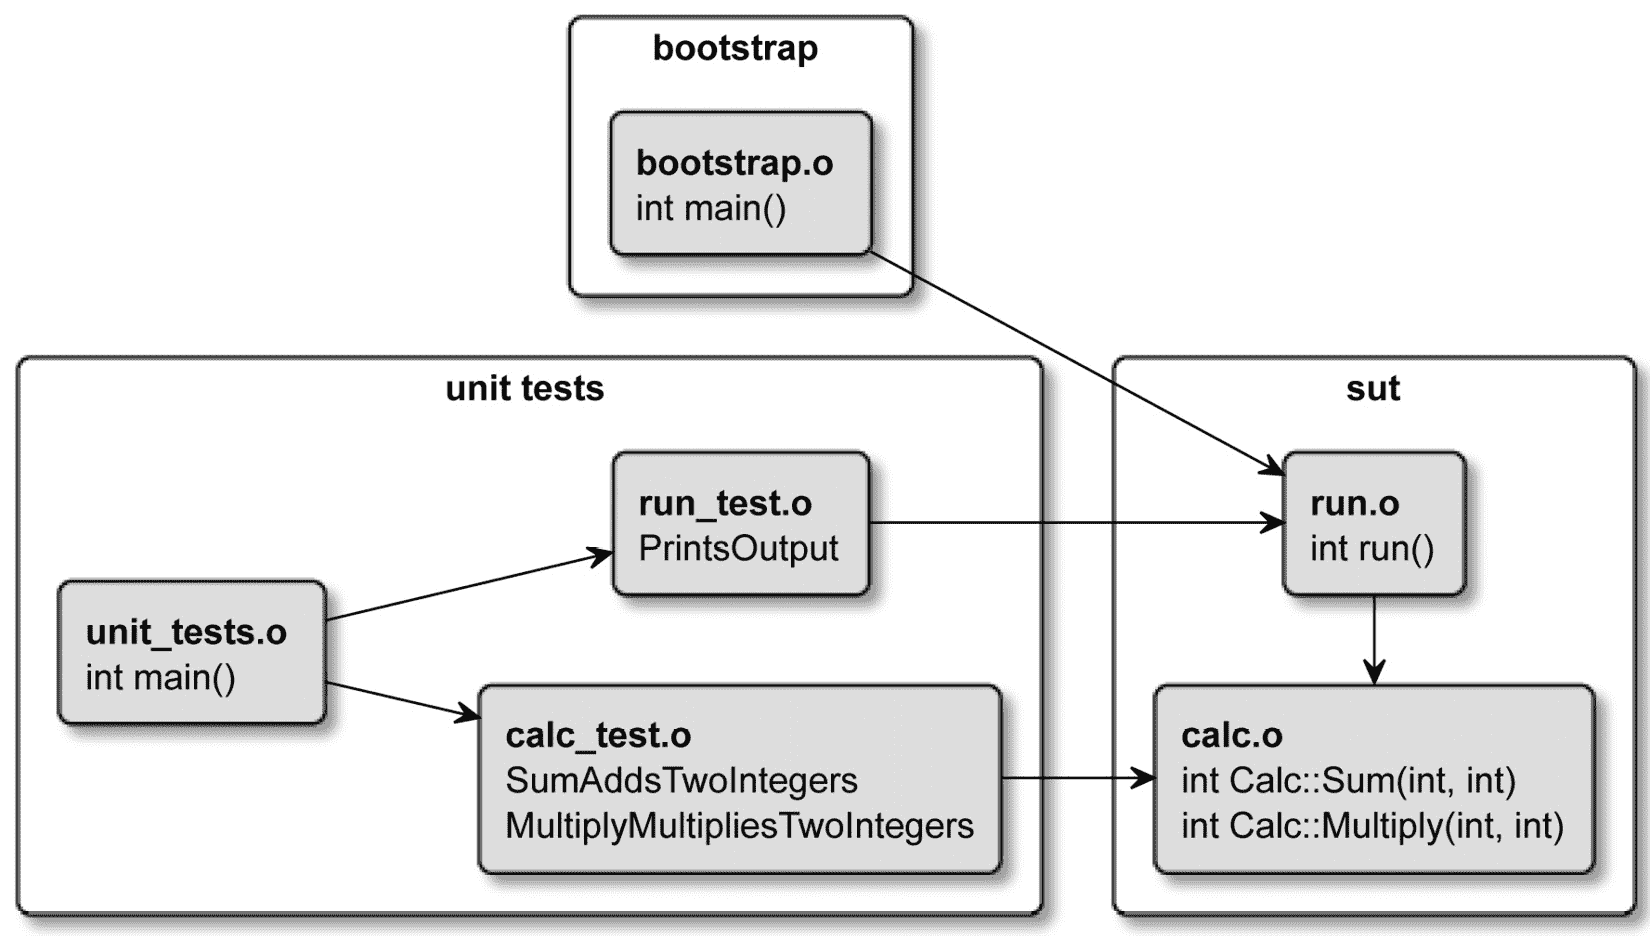 bootstrap
bootstrap.o
int main()
unit tests
run_test.o
PrintsOutput
unit_tests.o
int main()
calc_test.o
SumAddsTwoIntegers
MultiplyMultipliesTwoIntegers
sut
run.o
int run()
calc.o
int Calc::Sum(int, int)
int Calc::Multiply(int, int)